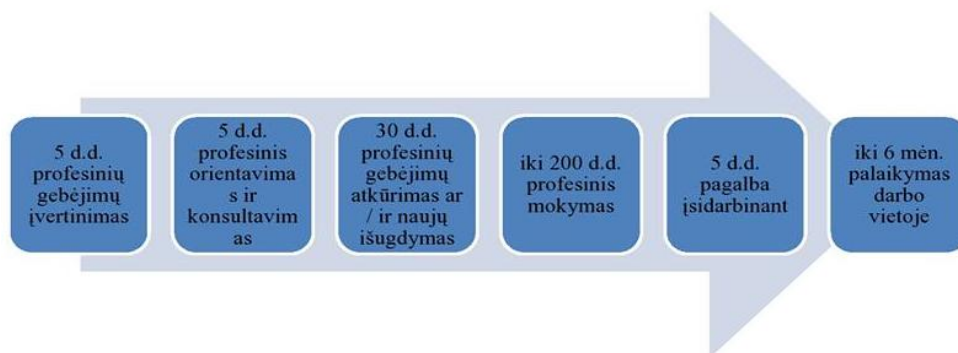 5 d.d.
profesinių
gebėjimų
įvertinimas
5 d.d.
profesinis
orientavima
s ir
konsultavim
as
30 d.d.
profesinių
gebėjimų
atkūrimas ar
/ ir naujų
išugdymas
iki 200 d.d.
profesinis
mokymas
5 d.d.
pagalba
įsidarbinant
iki 6 mėn.
palaikymas
darbo
vietoje